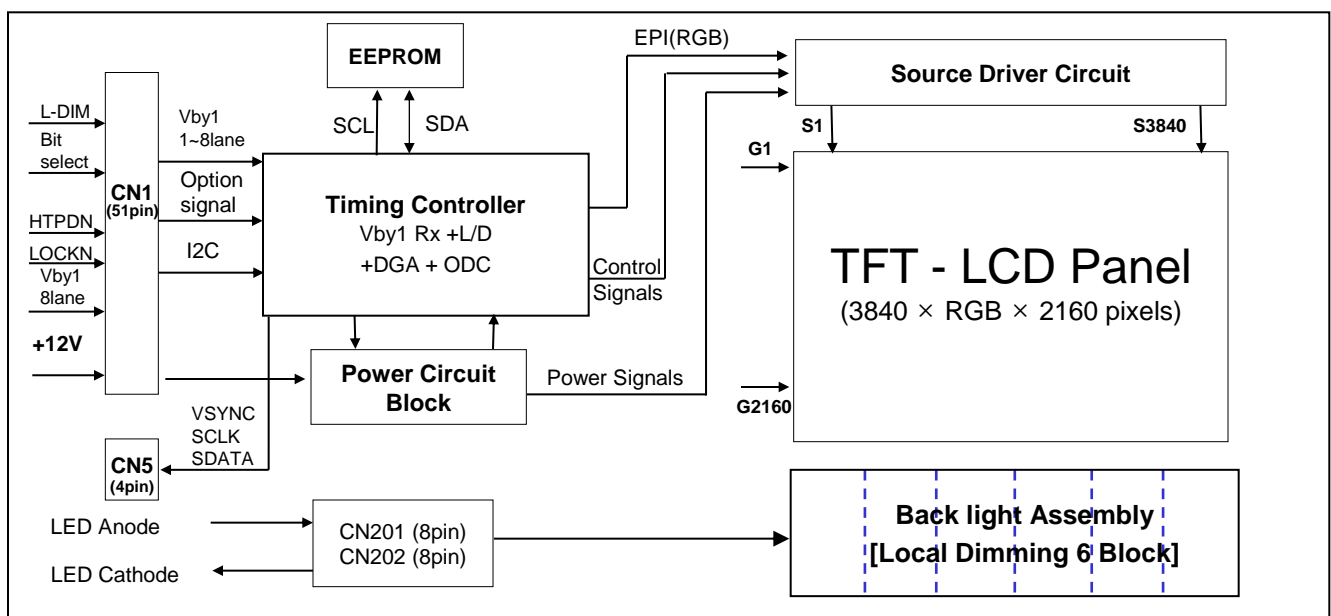 EEPROM
EPI(RGB)
Source Driver Circuit
L-DIM
Bit
select
HTPDN
LOCKN
Vby1
8lane
+12V
CN1
(51pin)
Vby1
1~8lane
Option
signal
I2C
SCL
SDA
Timing Controller
Vby1 Rx +L/D
+DGA + ODC
Control
Signals
S1
S3840
G1
G2160
TFT - LCD Panel
(3840 × RGB × 2160 pixels)
Power Circuit
Block
Power Signals
VSYNC
SCLK
SDATA
CN5
(4pin)
LED Anode
LED Cathode
CN201 (8pin)
CN202 (8pin)
Back light Assembly
[Local Dimming 6 Block]